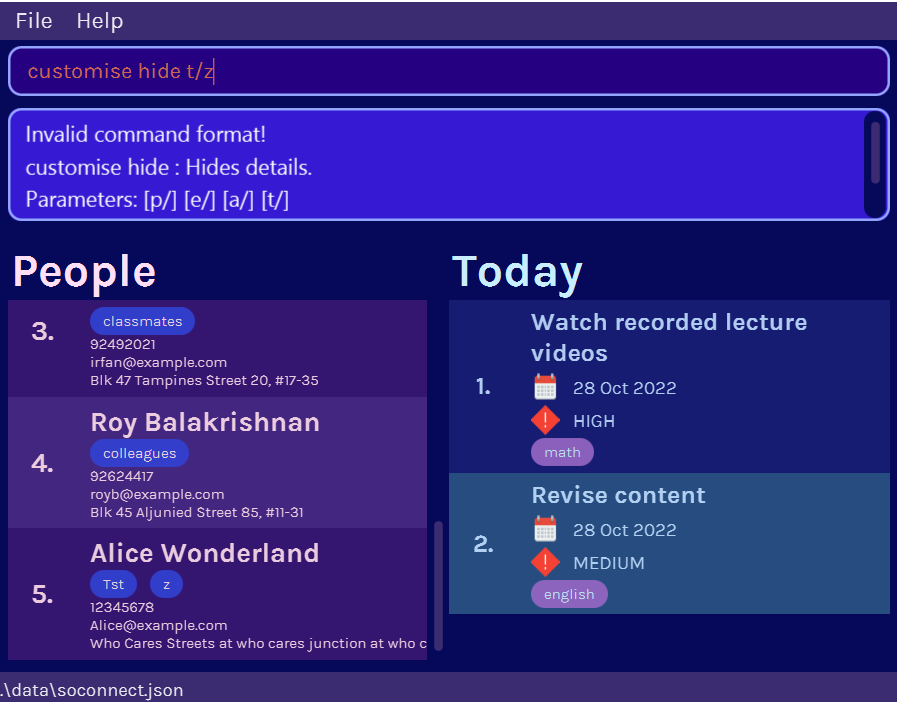 File Help
customise hide t/z
Invalid command format!
customise hide : Hides details.
Parameters: [p/] [e/] [a/] [t/]
People
3.
classmates
92492021
irfan@example.com
Blk 47 Tampines Street 20, #17-35
4.
Roy Balakrishnan
colleagues
92624417
royb@example.com
Blk 45 Aljunied Street 85, #11-31
5.
Alice Wonderland
Tst z
12345678
Alice@example.com
Who Cares Streets at who cares junction at who c
Today
1.
Watch recorded lecture
videos
28 Oct 2022
HIGH
math
2.
Revise content
28 Oct 2022
MEDIUM
english
.\data\soconnect.json